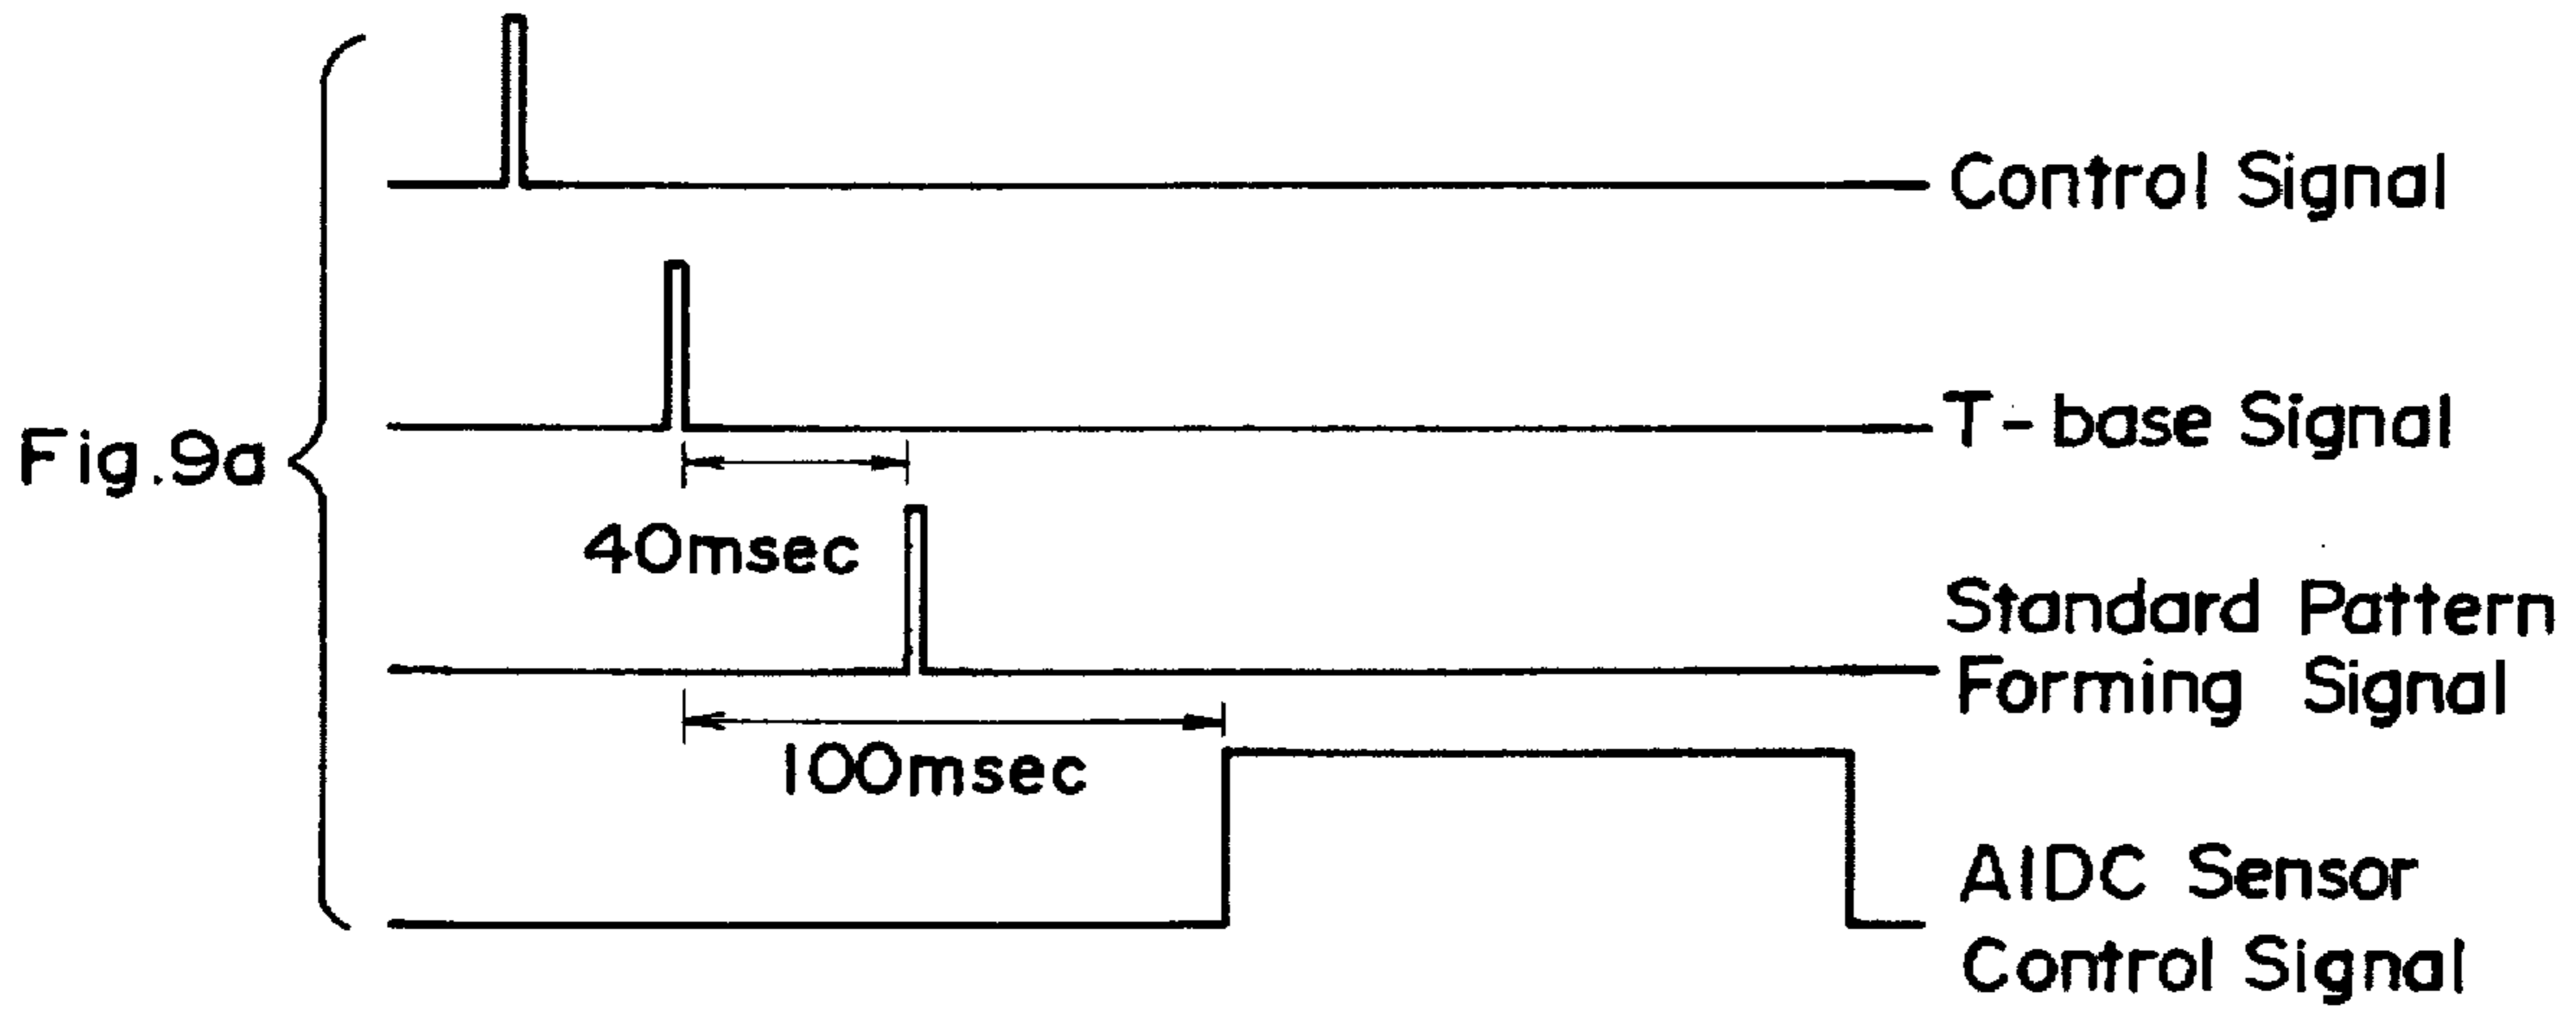 Control Signal
T-base Signal
Fig.9a
40msec
Standard Pattern
Forming Signal
100msec
AIDC Sensor
Control Signal